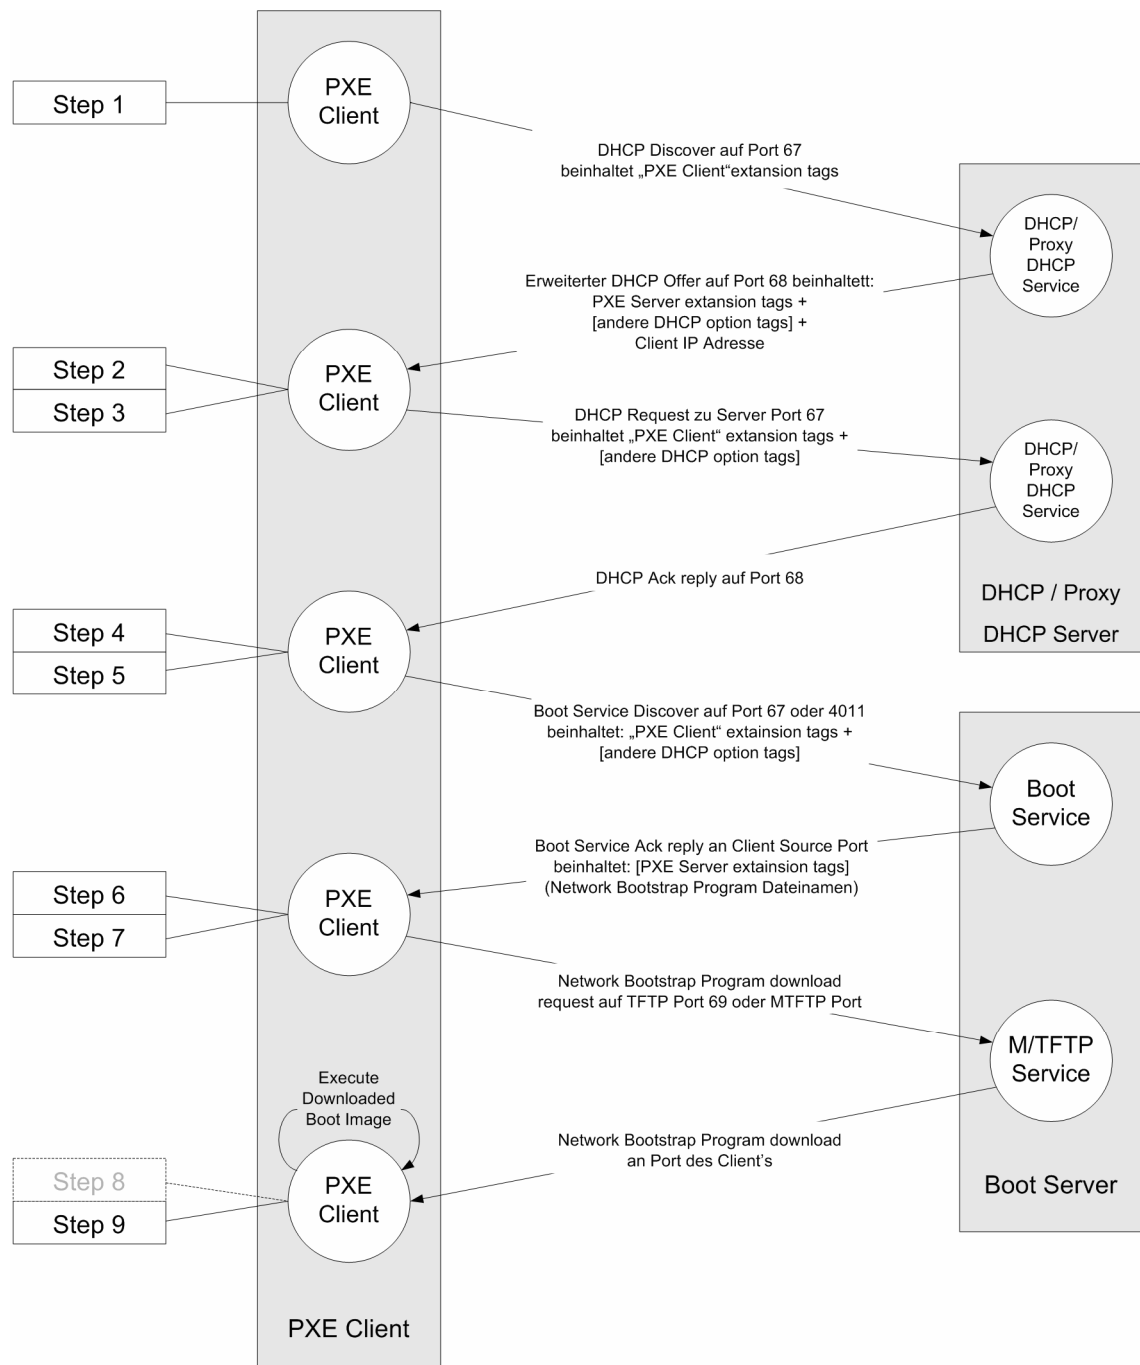 Step 1
PXE
Client
DHCP Discover auf Port 67
beinhaltet „PXE Client“extansion tags
DHCP/
Proxy
DHCP
Service
Erweiterter DHCP Offer auf Port 68 beinhaltett:
PXE Server extansion tags +
[andere DHCP option tags] +
Client IP Adresse
Step 2
Step 3
PXE
Client
DHCP Request zu Server Port 67
beinhaltet „PXE Client“ extansion tags +
[andere DHCP option tags]
DHCP/
Proxy
DHCP
Service
DHCP Ack reply auf Port 68
DHCP / Proxy
DHCP Server
Step 4
Step 5
PXE
Client
Boot Service Discover auf Port 67 oder 4011
beinhaltet: „PXE Client“ extainsion tags +
[andere DHCP option tags]
Boot
Service
Boot Service Ack reply an Client Source Port
beinhaltet: [PXE Server extainsion tags]
(Network Bootstrap Program Dateinamen)
Step 6
Step 7
PXE
Client
Network Bootstrap Program download
request auf TFTP Port 69 oder MTFTP Port
M/TFTP
Service
Execute
Downloaded
Boot Image
Network Bootstrap Program download
an Port des Client's
Step 8
Step 9
PXE
Client
Boot Server
PXE Client